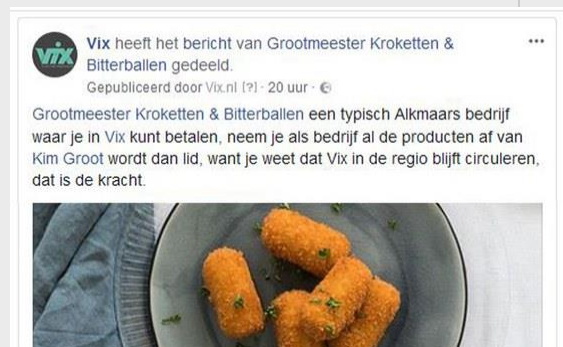 vix
Vix heeft het bericht van Grootmeester Kroketten &
Bitterballen gedeeld.
Gepubliceerd door Vix.nl [?] · 20 uur ·
Grootmeester Kroketten & Bitterballen een typisch Alkmaars bedrijf
waar je in Vix kunt betalen, neem je als bedrijf al de producten af van
Kim Groot wordt dan lid, want je weet dat Vix in de regio blijft circuleren,
dat is de kracht.